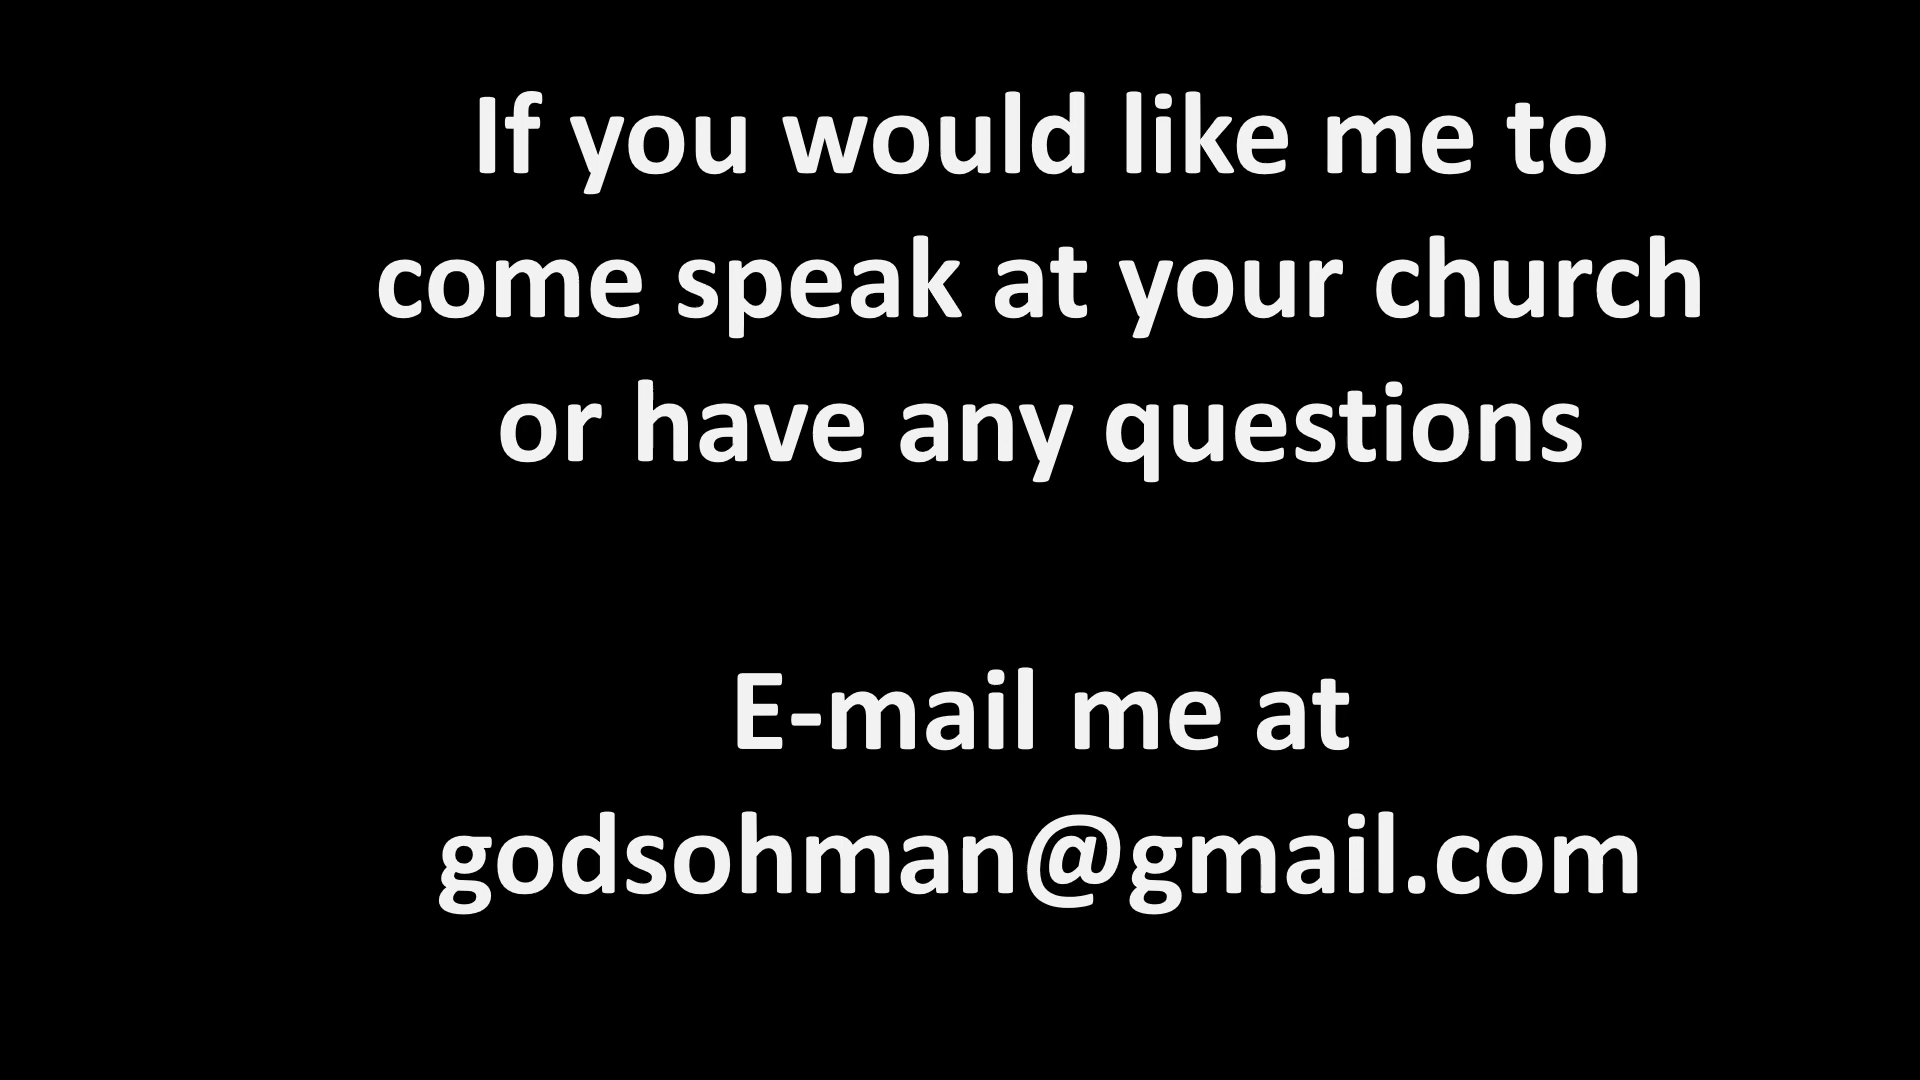 If you would like me to
come speak at your church
or have any questions
E-mail me at
godsohman@gmail.com